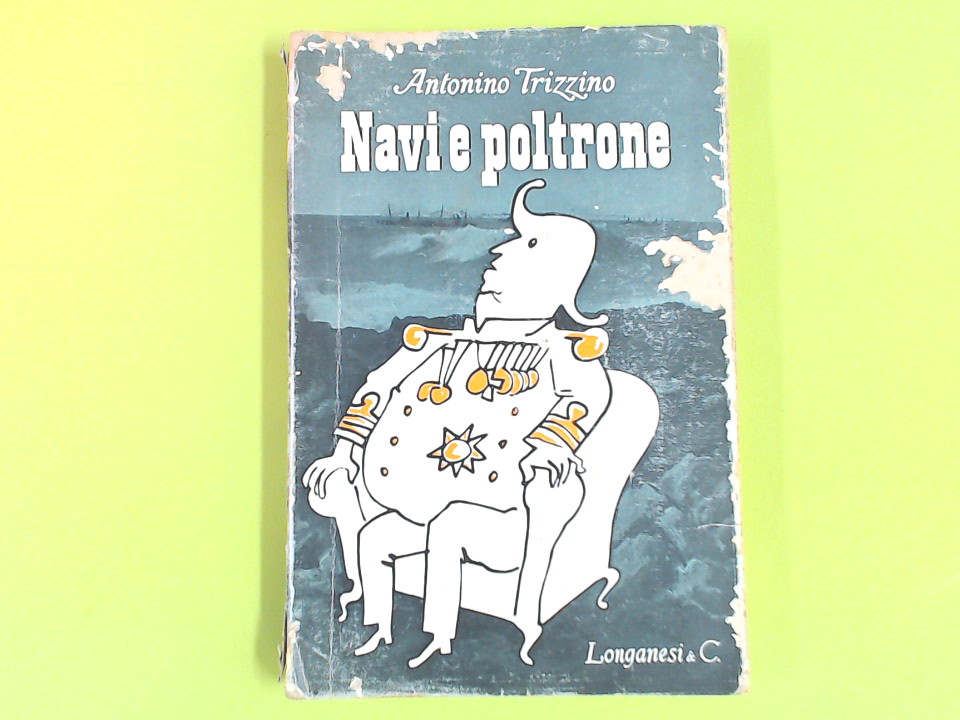 Antonino Trizzino
Navi e poltrone
Longanesi & C.